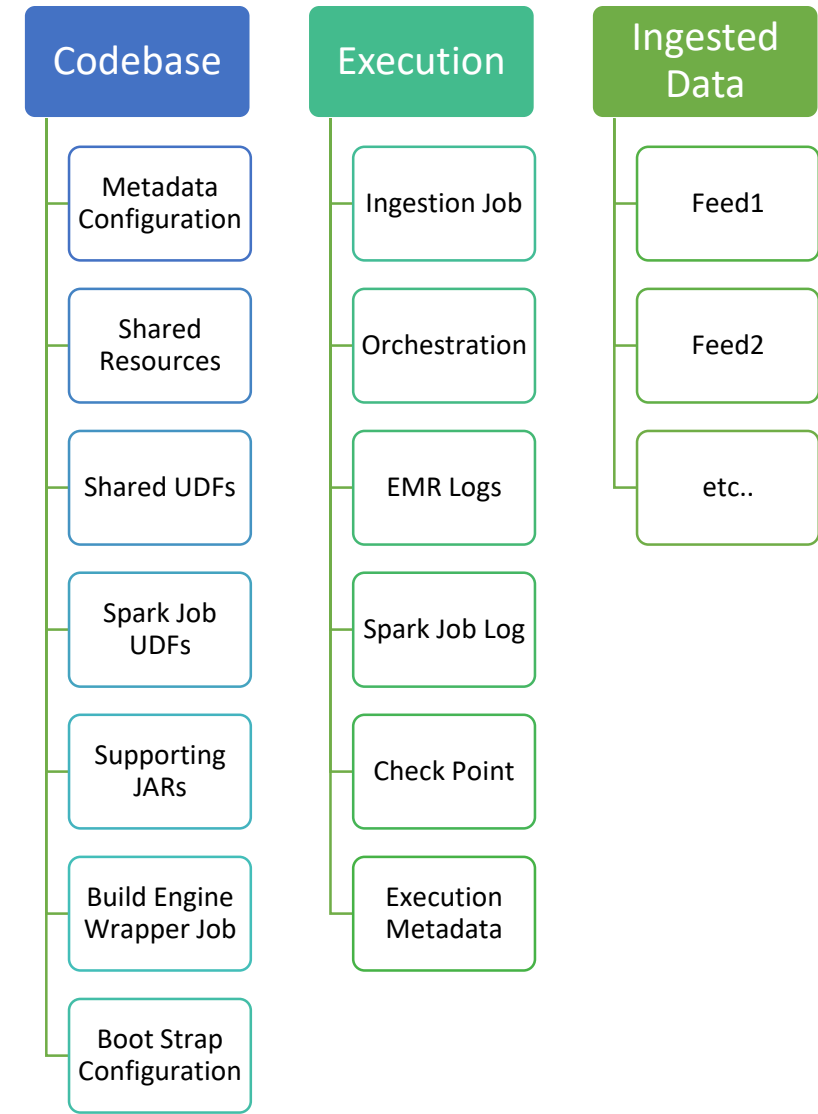 Codebase
Metadata
Configuration
Shared
Resources
Shared UDFs
Spark Job
UDFs
Supporting
JARs
Build Engine
Wrapper Job
Boot Strap
Configuration
Execution
Ingestion Job
Orchestration
EMR Logs
Spark Job Log
Check Point
Execution
Metadata
Ingested
Data
Feed1
Feed2
etc..